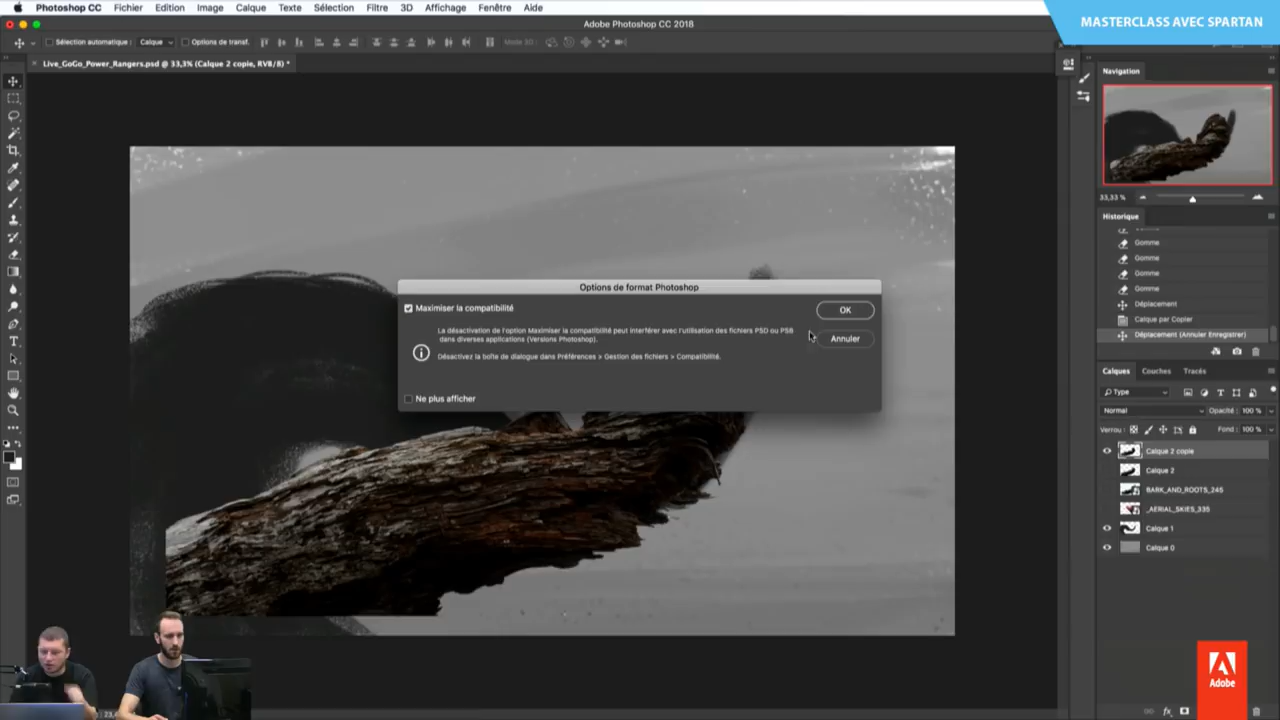 Photoshop CC Fichier Edition Image Calque Texte Sélection Filtre 3D Affichage Fenêtre Aide
MASTERCLASS AVEC SPARTAN
Adobe Photoshop CC 2018
Sélection automatique : Calque Options de transf. Mode 3D :
Live_GoGo_Power_Rangers.psd @ 33,3% (Calque 2 copie, RVB/8) *
Navigation
33,33 %
Historique
Gomme
Gomme
Gomme
Gomme
Déplacement
Calque par Copier
Déplacement (Annuler Enregistrer)
Options de format Photoshop
Maximiser la compatibilité
OK
La désactivation de l'option Maximiser la compatibilité peut interférer avec l'utilisation des fichiers PSD ou PSB
dans diverses applications (Versions Photoshop).
Annuler
Désactivez la boîte de dialogue dans Préférences > Gestion des fichiers > Compatibilité.
Ne plus afficher
Calques Couches Tracés
Type
Normal Opacité : 100 %
Verrou : Fond : 100 %
Calque 2 copie
Calque 2
BARK_AND_ROOTS_245
_AERIAL_SKIES_335
Calque 1
Calque 0
Adobe